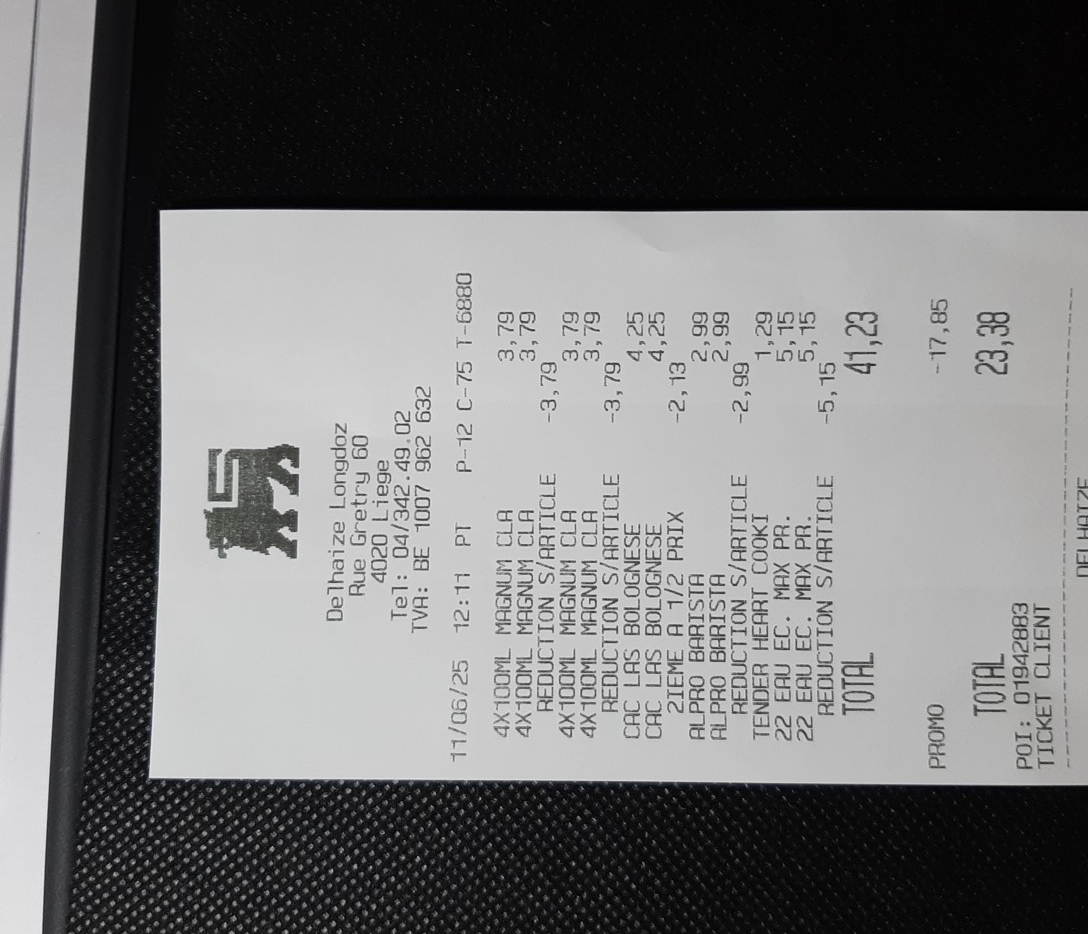 Delhaize Longdoz
Rue Gretry 60
4020 Liege
Tel: 04/342.49.02
TVA: BE 1007 962 632
11/06/25 12:11 PT P-12 C-75 T-6880
4X100ML MAGNUM CLA 3,79
4X100ML MAGNUM CLA 3,79
REDUCTION S/ARTICLE -3,79
4X100ML MAGNUM CLA 3,79
4X100ML MAGNUM CLA 3,79
REDUCTION S/ARTICLE -3,79
CAC LAS BOLOGNESE 4,25
CAC LAS BOLOGNESE 4,25
2IEME A 1/2 PRIX -2,13
ALPRO BARISTA 2,99
ALPRO BARISTA 2,99
REDUCTION S/ARTICLE -2,99
TENDER HEART COOKI 1,29
22 EAU EC. MAX PR. 5,15
22 EAU EC. MAX PR. 5,15
REDUCTION S/ARTICLE -5,15
TOTAL 41,23
PROMO -17,85
TOTAL 23,38
POI: 01942883
TICKET CLIENT
DELHAIZE